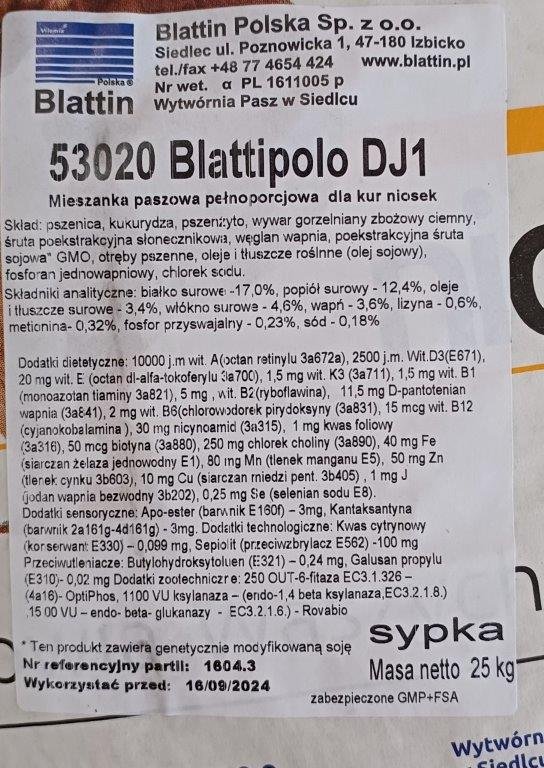 Vitamix
Polska ®
Blattin
Blattin Polska Sp. z o.o.
Siedlec ul. Poznowicka 1, 47-180 Izbicko
tel./fax +48 77 4654 424 www.blattin.pl
Nr wet. α PL 1611005 p
Wytwórnia Pasz w Siedlcu
53020 Blattipolo DJ1
Mieszanka paszowa pełnoporcjowa dla kur niosek
Skład: pszenica, kukurydza, pszenżyto, wywar gorzelniany zbożowy ciemny,
śruta poekstrakcyjna słonecznikowa, węglan wapnia, poekstrakcyjna śruta
sojowa* GMO, otręby pszenne, oleje i tłuszcze roślinne (olej sojowy),
fosforan jednowapniowy, chlorek sodu.
Składniki analityczne: białko surowe -17,0%, popiół surowy - 12,4%, oleje
i tłuszcze surowe - 3,4%, włókno surowe - 4,6%, wapń - 3,6%, lizyna - 0,6%,
metionina- 0,32%, fosfor przyswajalny - 0,23%, sód - 0,18%
Dodatki dietetyczne: 10000 j.m wit. A(octan retinylu 3a672a), 2500 j.m. Wit.D3(E671),
20 mg wit. E (octan dl-alfa-tokoferylu 3a700), 1,5 mg wit. K3 (3a711), 1,5 mg wit. B1
(monoazotan tiaminy 3a821), 5 mg , wit. B2(ryboflawina), 11,5 mg D-pantotenian
wapnia (3a841), 2 mg wit. B6(chlorowodorek pirydoksyny (3a831), 15 mcg wit. B12
(cyjanokobalamina ), 30 mg nicynoamid (3a315), 1 mg kwas foliowy
(3a316), 50 mcg biotyna (3a880), 250 mg chlorek choliny (3a890), 40 mg Fe
(siarczan żelaza jednowodny E1), 80 mg Mn (tlenek manganu E5), 50 mg Zn
(tlenek cynku 3b603), 10 mg Cu (siarczan miedzi pent. 3b405) , 1 mg J
(jodan wapnia bezwodny 3b202), 0,25 mg Se (selenian sodu E8).
Dodatki sensoryczne: Apo-ester (barwnik E160f) – 3mg, Kantaksantyna
(barwnik 2a161g-4d161g) - 3mg. Dodatki technologiczne: Kwas cytrynowy
(konserwant E330) – 0,099 mg, Sepiolit (przeciwzbrylacz E562) -100 mg
Przeciwutleniacze: Butylohydroksytoluen (E321) – 0,24 mg, Galusan propylu
(E310)- 0,02 mg Dodatki zootechniczne: 250 OUT-6-fitaza EC3.1.326 –
(4a16)- OptiPhos, 1100 VU ksylanaza – (endo-1,4 beta ksylanaza,EC3.2.1.8.)
,1500 VU – endo- beta- glukanazy - EC3.2.1.6.) - Rovabio
* Ten produkt zawiera genetycznie modyfikowaną soję
sypka
Nr referencyjny partii: 1604.3
Masa netto 25 kg
Wykorzystać przed: 16/09/2024
zabezpieczone GMP+FSA
Wytwórn
Siedlcu